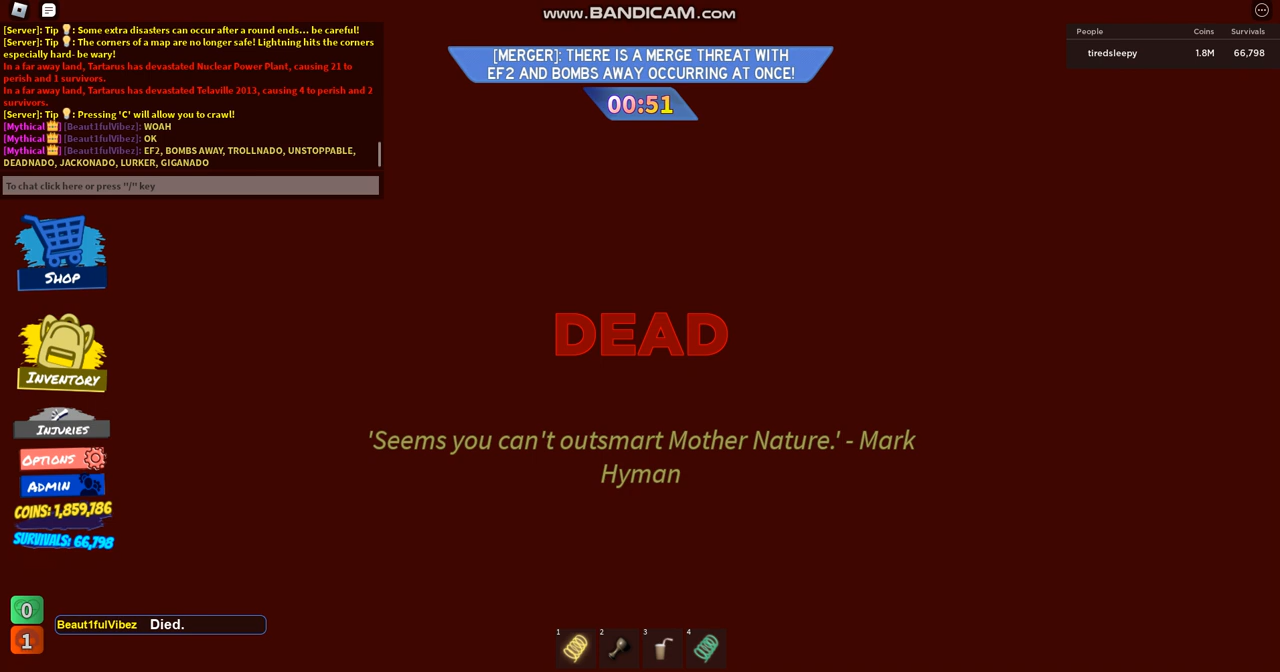 www.BANDICAM.com
[Server]: Tip 💡: Some extra disasters can occur after a round ends... be careful!
[Server]: Tip 💡: The corners of a map are no longer safe! Lightning hits the corners
especially hard- be wary!
In a far away land, Tartarus has devastated Nuclear Power Plant, causing 21 to
perish and 1 survivors.
In a far away land, Tartarus has devastated Telaville 2013, causing 4 to perish and 2
survivors.
[Server]: Tip 💡: Pressing 'C' will allow you to crawl!
[Mythical👑] [Beaut1fulVibez]: WOAH
[Mythical👑] [Beaut1fulVibez]: OK
[Mythical👑] [Beaut1fulVibez]: EF2, BOMBS AWAY, TROLLNADO, UNSTOPPABLE,
DEADNADO, JACKONADO, LURKER, GIGANADO
To chat click here or press "/" key
[MERGER]: THERE IS A MERGE THREAT WITH
EF2 AND BOMBS AWAY OCCURRING AT ONCE!
00:51
People Coins Survivals
tiredsleepy 1.8M 66,798
SHOP
INVENTORY
INJURIES
OPTIONS
ADMIN
COINS: 1,859,786
SURVIVALS: 66,798
DEAD
'Seems you can't outsmart Mother Nature.' - Mark
Hyman
0
1
Beaut1fulVibez Died.
1 2 3 4